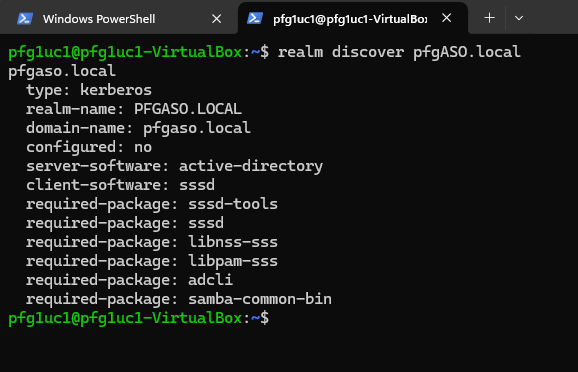 Windows PowerShell
pfg1uc1@pfg1uc1-VirtualBox
pfg1uc1@pfg1uc1-VirtualBox:~$ realm discover pfgASO.local
pfgaso.local
  type: kerberos
  realm-name: PFGASO.LOCAL
  domain-name: pfgaso.local
  configured: no
  server-software: active-directory
  client-software: sssd
  required-package: sssd-tools
  required-package: sssd
  required-package: libnss-sss
  required-package: libpam-sss
  required-package: adcli
  required-package: samba-common-bin
pfg1uc1@pfg1uc1-VirtualBox:~$